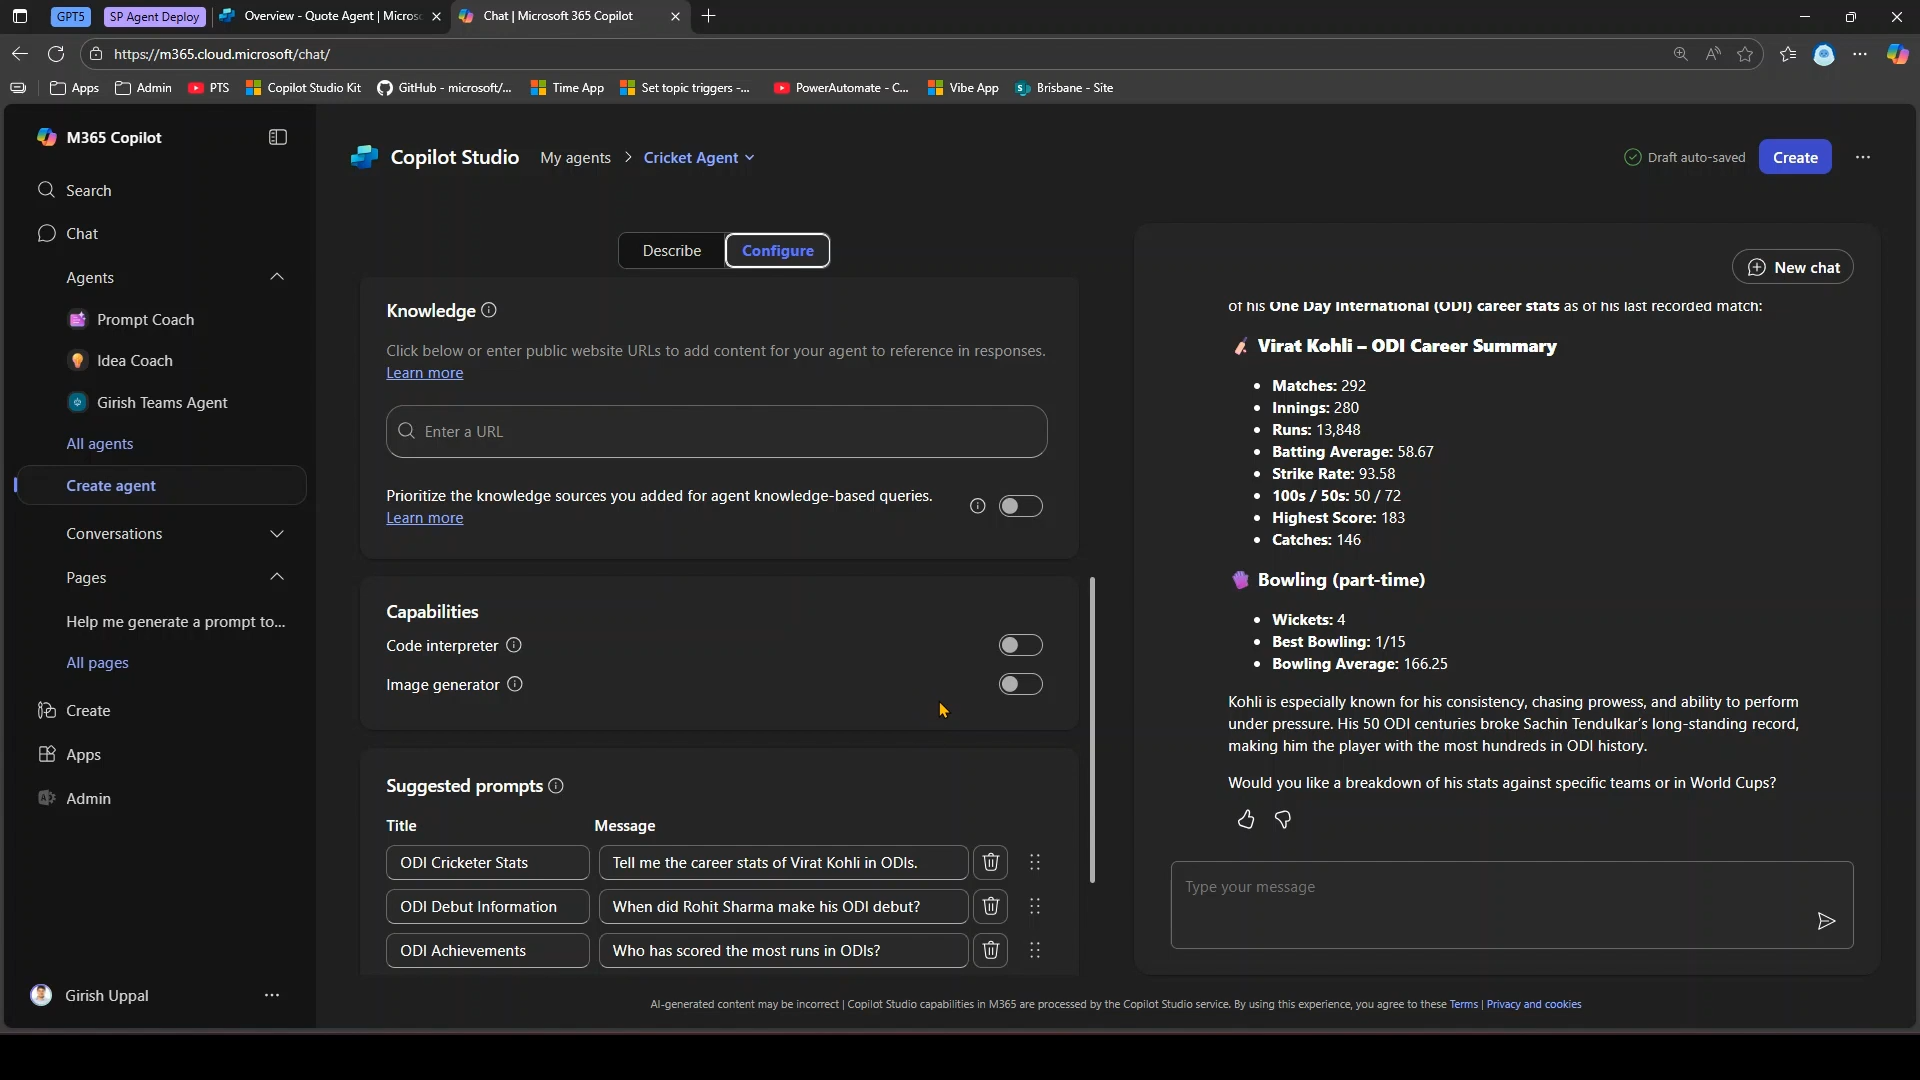 GPT5
SP Agent Deploy
Overview - Quote Agent | Micros
Chat | Microsoft 365 Copilot
https://m365.cloud.microsoft/chat/
Apps
Admin
PTS
Copilot Studio Kit
GitHub - microsoft/...
Time App
Set topic triggers -...
PowerAutomate - C...
Vibe App
Brisbane - Site
M365 Copilot
Search
Chat
Agents
Prompt Coach
Idea Coach
Girish Teams Agent
All agents
Create agent
Conversations
Pages
Help me generate a prompt to...
All pages
Create
Apps
Admin
Girish Uppal
Copilot Studio
My agents > Cricket Agent
Draft auto-saved
Create
Describe
Configure
Knowledge
Click below or enter public website URLs to add content for your agent to reference in responses.
Learn more
Enter a URL
Prioritize the knowledge sources you added for agent knowledge-based queries.
Learn more
Capabilities
Code interpreter
Image generator
Suggested prompts
Title Message
ODI Cricketer Stats Tell me the career stats of Virat Kohli in ODIs.
ODI Debut Information When did Rohit Sharma make his ODI debut?
ODI Achievements Who has scored the most runs in ODIs?
New chat
of his One Day International (ODI) career stats as of his last recorded match:
Virat Kohli – ODI Career Summary
• Matches: 292
• Innings: 280
• Runs: 13,848
• Batting Average: 58.67
• Strike Rate: 93.58
• 100s / 50s: 50 / 72
• Highest Score: 183
• Catches: 146
Bowling (part-time)
• Wickets: 4
• Best Bowling: 1/15
• Bowling Average: 166.25
Kohli is especially known for his consistency, chasing prowess, and ability to perform
under pressure. His 50 ODI centuries broke Sachin Tendulkar's long-standing record,
making him the player with the most hundreds in ODI history.
Would you like a breakdown of his stats against specific teams or in World Cups?
Type your message
AI-generated content may be incorrect | Copilot Studio capabilities in M365 are processed by the Copilot Studio service. By using this experience, you agree to these Terms | Privacy and cookies